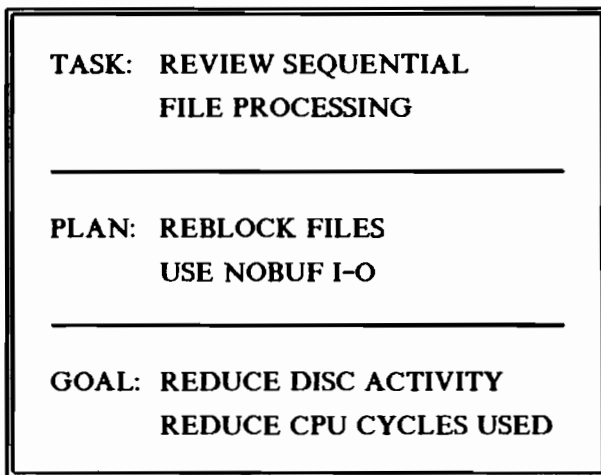 TASK: REVIEW SEQUENTIAL
FILE PROCESSING
PLAN: REBLOCK FILES
USE NOBUF I-O
GOAL: REDUCE DISC ACTIVITY
REDUCE CPU CYCLES USED